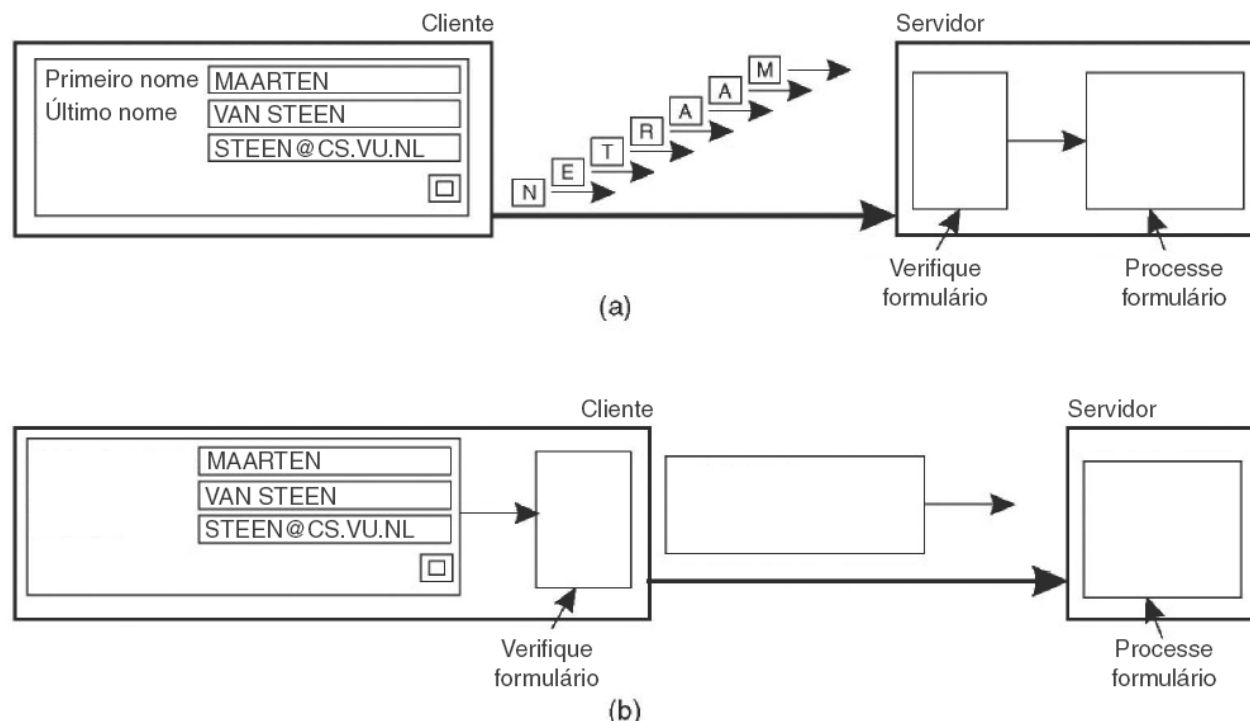 Cliente
Servidor
Primeiro nome
MAARTEN
Último nome
VAN STEEN
STEEN@CS.VU.NL
N
E
T
R
A
A
M
Verifique
formulário
Processe
formulário
(a)
Cliente
Servidor
MAARTEN
VAN STEEN
STEEN@CS.VU.NL
Verifique
formulário
Processe
formulário
(b)